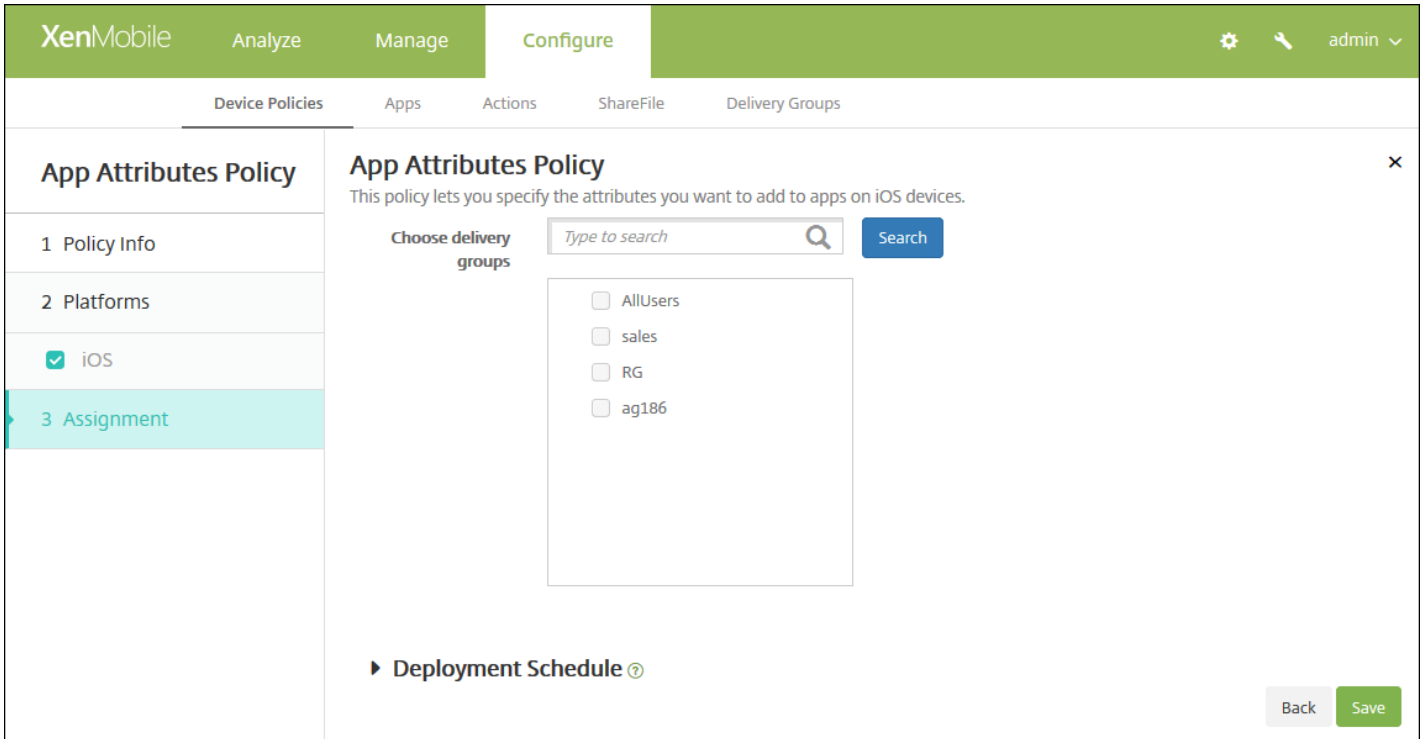 XenMobile Analyze Manage Configure admin
Device Policies Apps Actions ShareFile Delivery Groups
App Attributes Policy
1 Policy Info
2 Platforms
iOS
3 Assignment
App Attributes Policy
This policy lets you specify the attributes you want to add to apps on iOS devices.
Choose delivery
groups
Type to search
Search
AllUsers
sales
RG
ag186
Deployment Schedule ?
Back Save